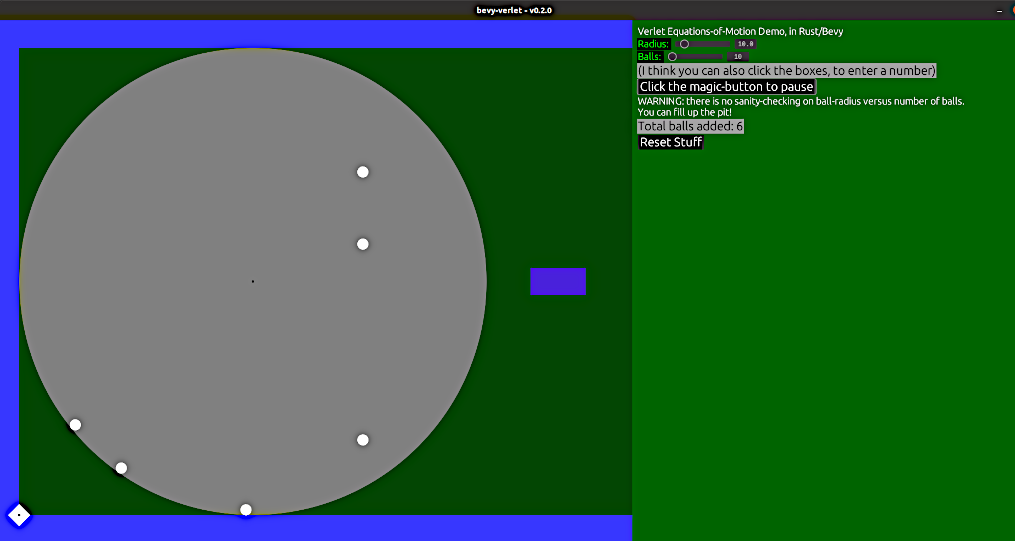 bevy-verlet - v0.2.0
Verlet Equations-of-Motion Demo, in Rust/Bevy
Radius: 10.0
Balls: 10
(I think you can also click the boxes, to enter a number)
Click the magic-button to pause
WARNING: there is no sanity-checking on ball-radius versus number of balls.
You can fill up the pit!
Total balls added: 6
Reset Stuff